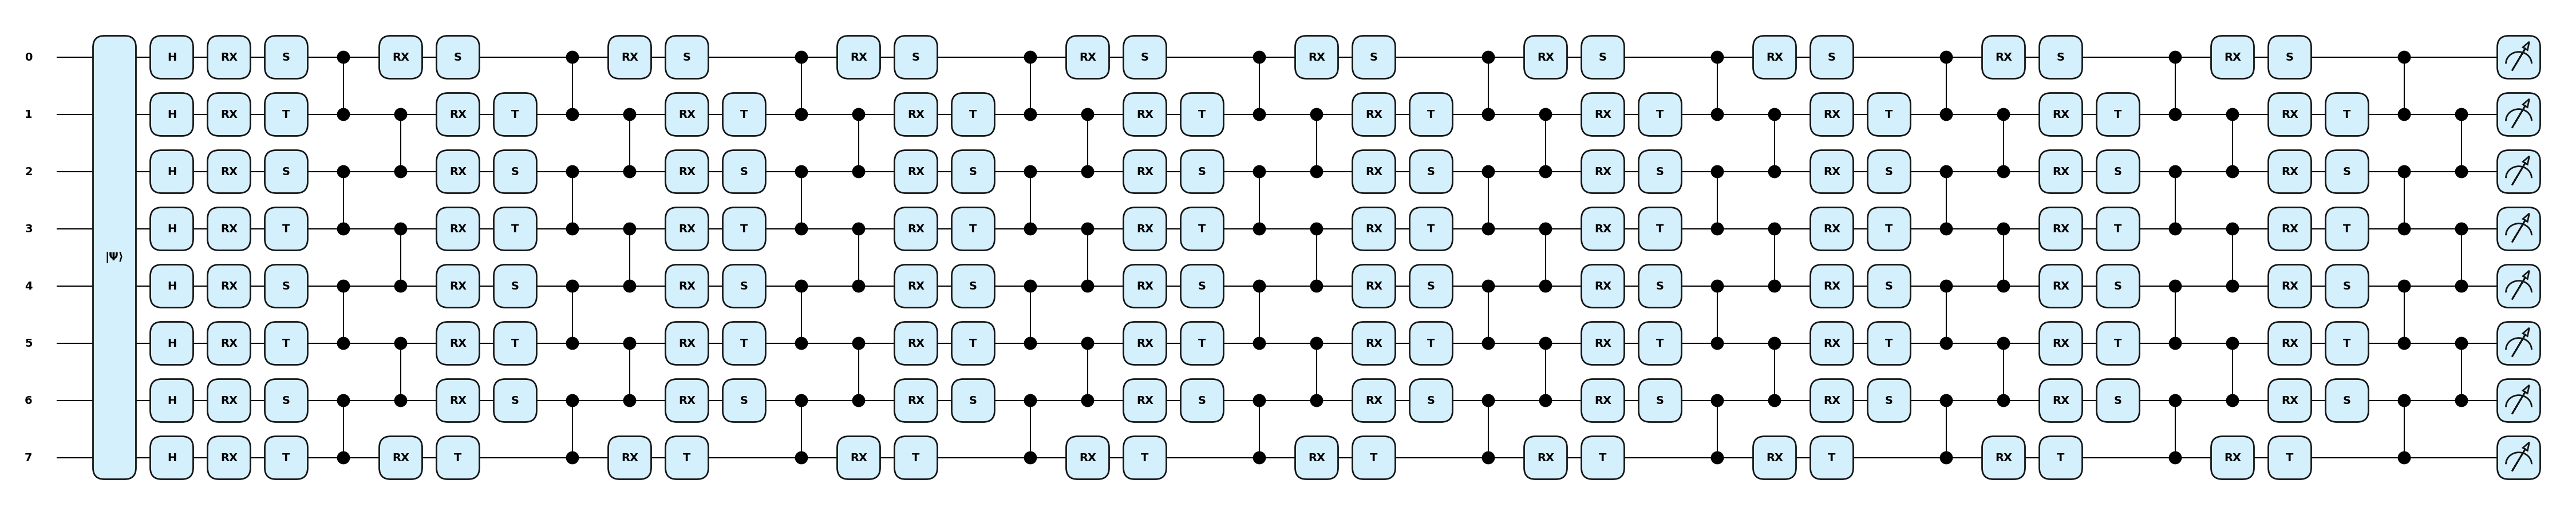 0 H RX S RX S RX S RX S RX S RX S RX S RX S RX S RX S
1 H RX T RX T RX T RX T RX T RX T RX T RX T RX T RX T
2 H RX S RX S RX S RX S RX S RX S RX S RX S RX S RX S
3 H RX T RX T RX T RX T RX T RX T RX T RX T RX T RX T
|Ψ⟩
4 H RX S RX S RX S RX S RX S RX S RX S RX S RX S RX S
5 H RX T RX T RX T RX T RX T RX T RX T RX T RX T RX T
6 H RX S RX S RX S RX S RX S RX S RX S RX S RX S RX S
7 H RX T RX T RX T RX T RX T RX T RX T RX T RX T RX T